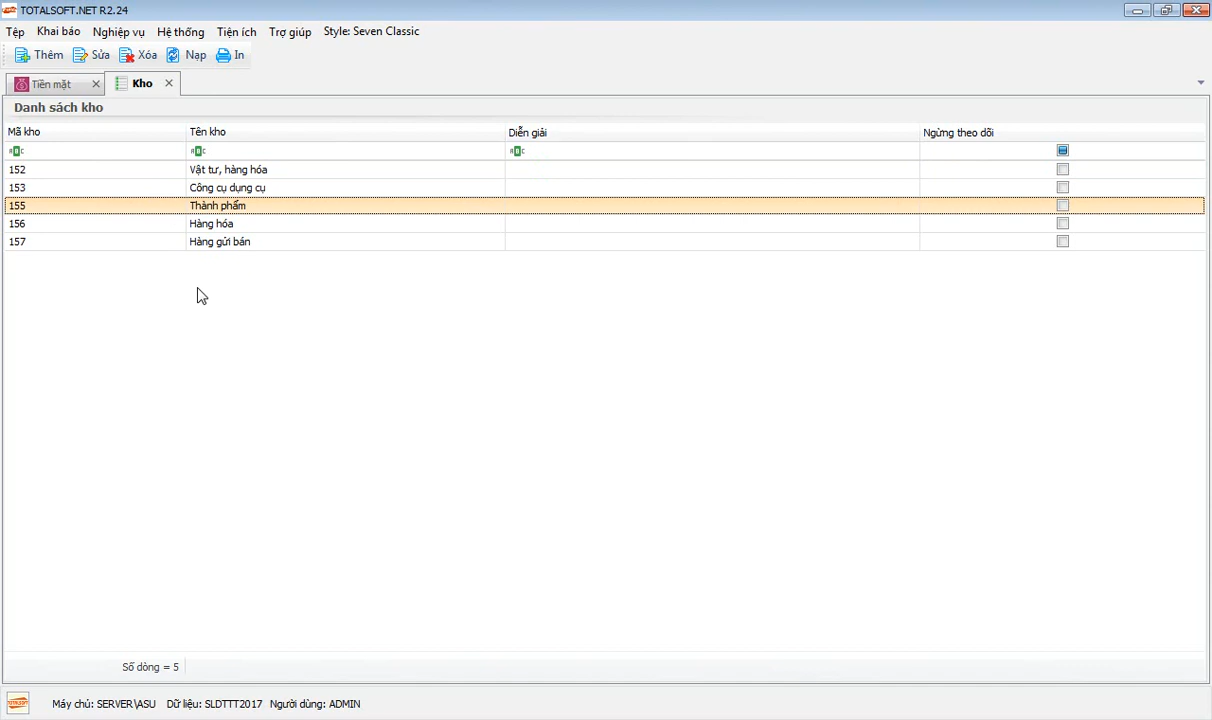 TOTALSOFT.NET R2.24
Tệp Khai báo Nghiệp vụ Hệ thống Tiện ích Trợ giúp Style: Seven Classic
Thêm Sửa Xóa Nạp In
Tiền mặt Kho
Danh sách kho
Mã kho Tên kho Diễn giải Ngừng theo dõi
152 Vật tư, hàng hóa
153 Công cụ dụng cụ
155 Thành phẩm
156 Hàng hóa
157 Hàng gửi bán
Số dòng = 5
Máy chủ: SERVER\ASU Dữ liệu: SLDTTT2017 Người dùng: ADMIN